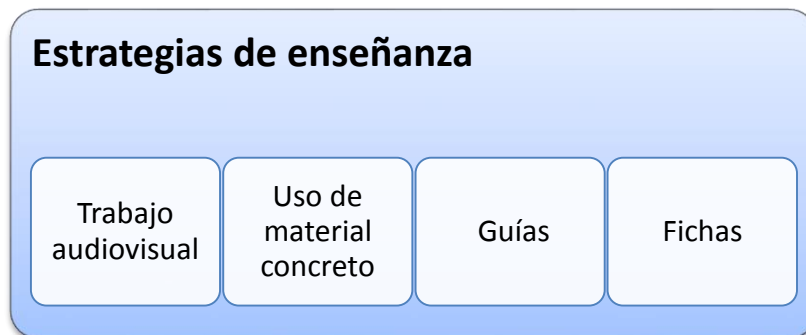 Estrategias de enseñanza
Trabajo
audiovisual
Uso de
material
concreto
Guías
Fichas